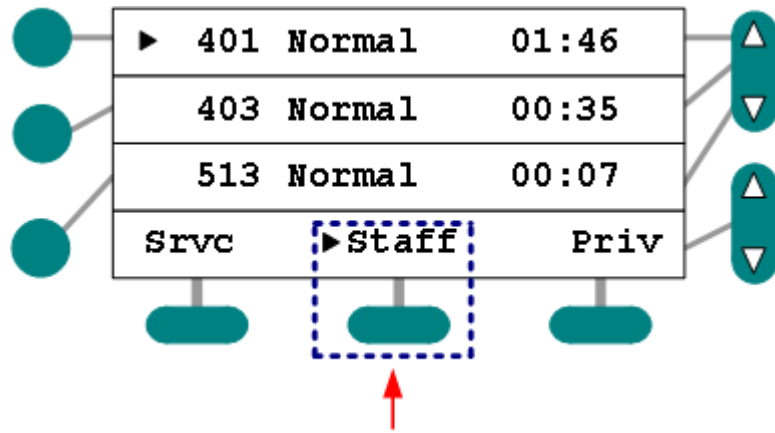 ▶ 401 Normal 01:46
403 Normal 00:35
513 Normal 00:07
Srvc ▶Staff Priv